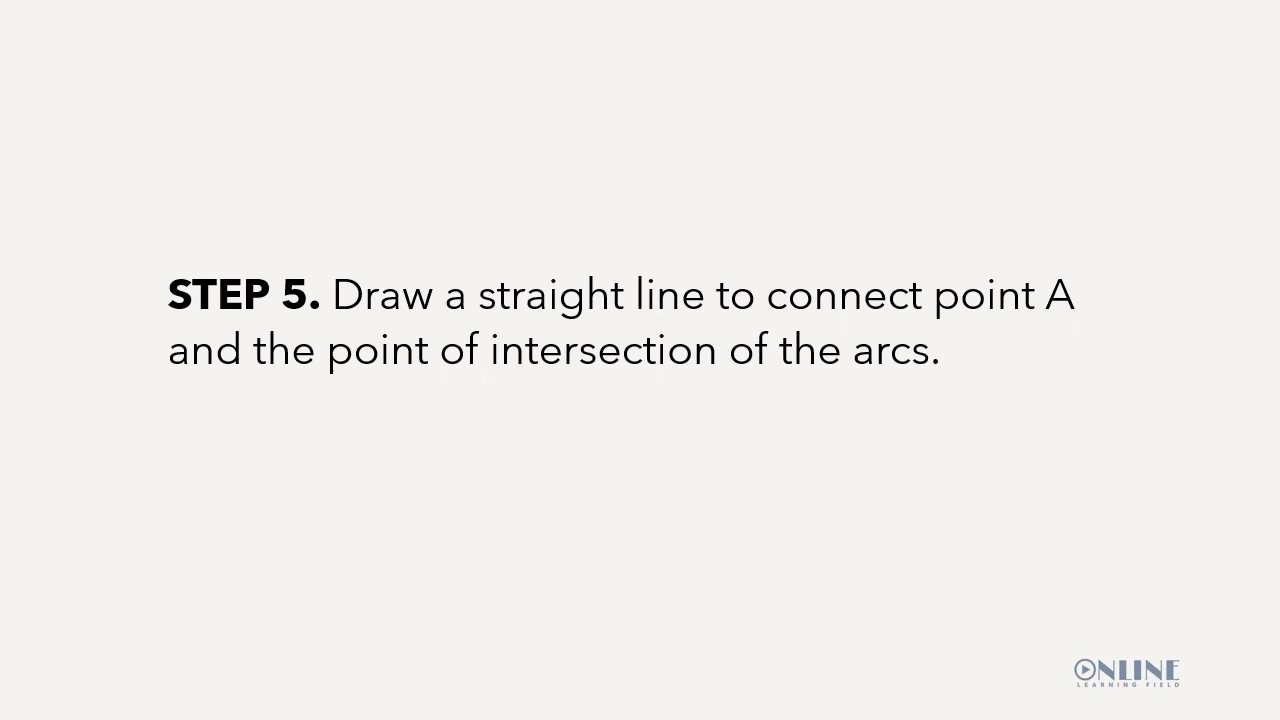 STEP 5. Draw a straight line to connect point A
and the point of intersection of the arcs.
ONLINE
LEARNING FIELD